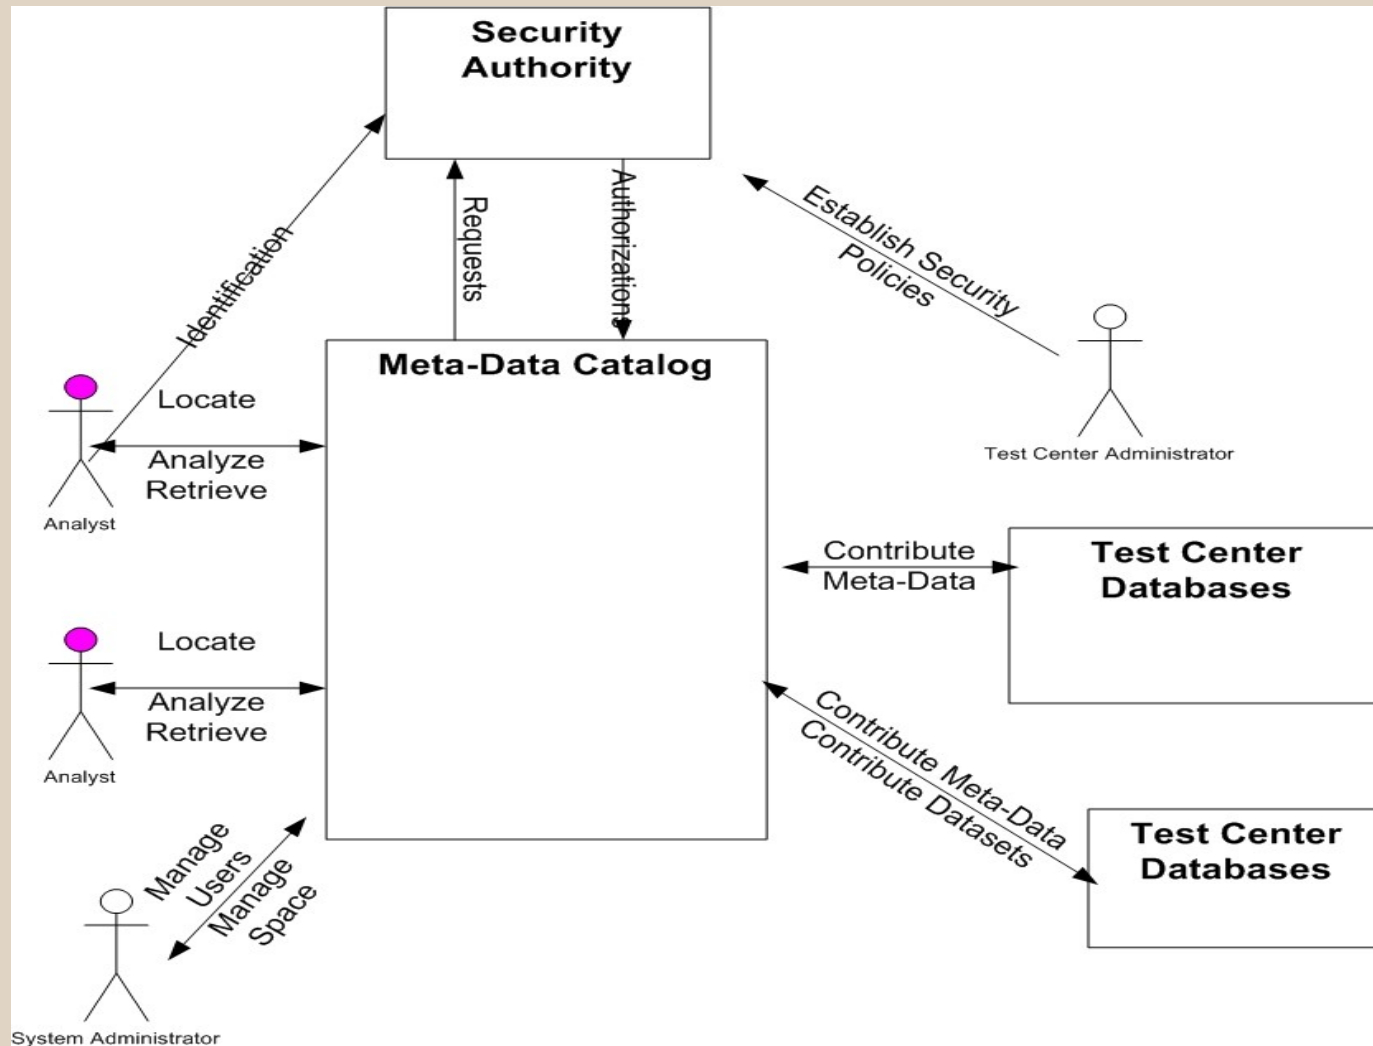 Security
Authority
Identification
Requests
Authorizations
Establish Security
Policies
Meta-Data Catalog
Locate
Analyze
Retrieve
Analyst
Test Center Administrator
Contribute
Meta-Data
Test Center
Databases
Locate
Analyze
Retrieve
Analyst
Contribute Meta-Data
Contribute Datasets
Test Center
Databases
Manage
Users
Manage
Space
System Administrator